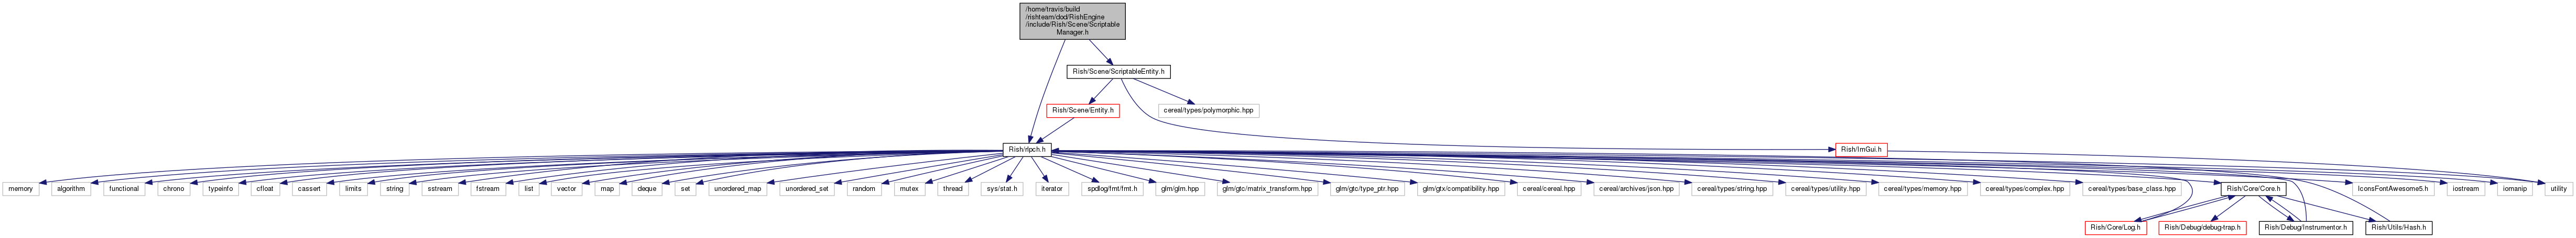 /home/travis/build
/rishteam/dod/RishEngine
/include/Rish/Scene/Scriptable
Manager.h
Rish/Scene/ScriptableEntity.h
Rish/Scene/Entity.h
cereal/types/polymorphic.hpp
Rish/rlpch.h
Rish/ImGui.h
memory
algorithm
functional
chrono
typeinfo
cfloat
cassert
limits
string
sstream
fstream
list
vector
map
deque
set
unordered_map
unordered_set
random
mutex
thread
sys/stat.h
iterator
spdlog/fmt/fmt.h
glm/glm.hpp
glm/gtc/matrix_transform.hpp
glm/gtc/type_ptr.hpp
glm/gtx/compatibility.hpp
cereal/cereal.hpp
cereal/archives/json.hpp
cereal/types/string.hpp
cereal/types/utility.hpp
cereal/types/memory.hpp
cereal/types/complex.hpp
cereal/types/base_class.hpp
Rish/Core/Core.h
IconsFontAwesome5.h
iostream
iomanip
utility
Rish/Core/Log.h
Rish/Debug/debug-trap.h
Rish/Debug/Instrumentor.h
Rish/Utils/Hash.h